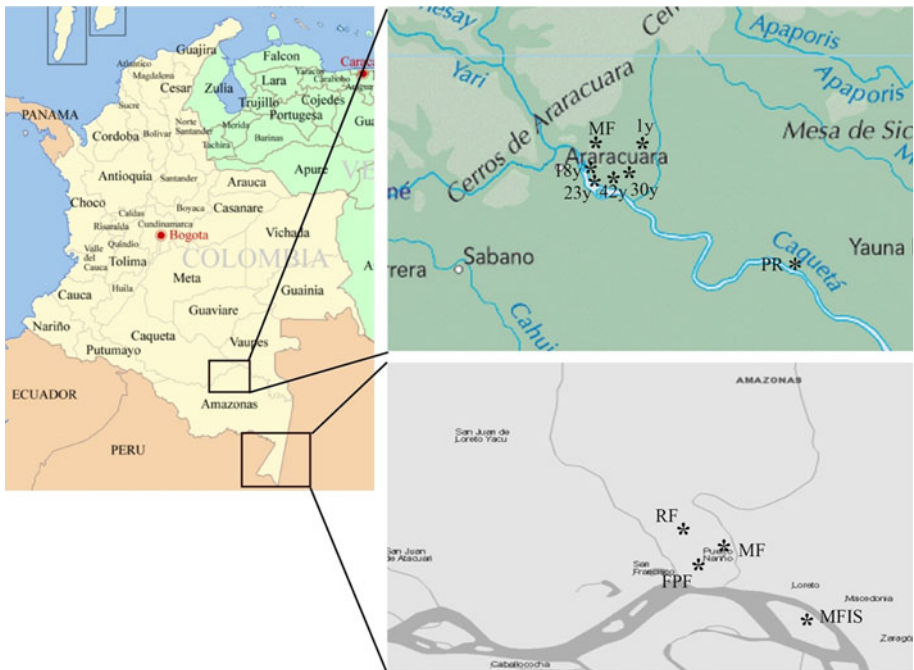 Guajira
Atlantico
Magdalena
Cesar
Sucre
Cordoba
Bolivar
Norte
Santander
Antioquia
Santander
Arauca
Choco
Caldas
Boyaca
Casanare
Risaralda
Cundinamarca
Quindio
Bogota
Vichada
Valle
del
Cauca
Tolima
COLOMBIA
Meta
Huila
Guainia
Cauca
Guaviare
Nariño
Caqueta
Vaupes
Putumayo
Amazonas
PANAMA
ECUADOR
PERU
Falcon
Zulia
Lara
Yaracuy
Carabobo
Trujillo
Cojedes
Portugesa
Merida
Barinas
Tachira
Apure
Apaporis
Apaporis
Yari
Cerros de Araracuara
Mesa de Sic
MF
1y
Araracuara
18y
23y
42y
30y
Sabano
Caquetá
Yauna
PR
Cahui
AMAZONAS
San Juan de
Loreto Yacu
RF
MF
San Juan
de Atacuari
Puerto
Nariño
San
Francisco
FPF
Loreto
Macedonia
MFIS
Caballococha